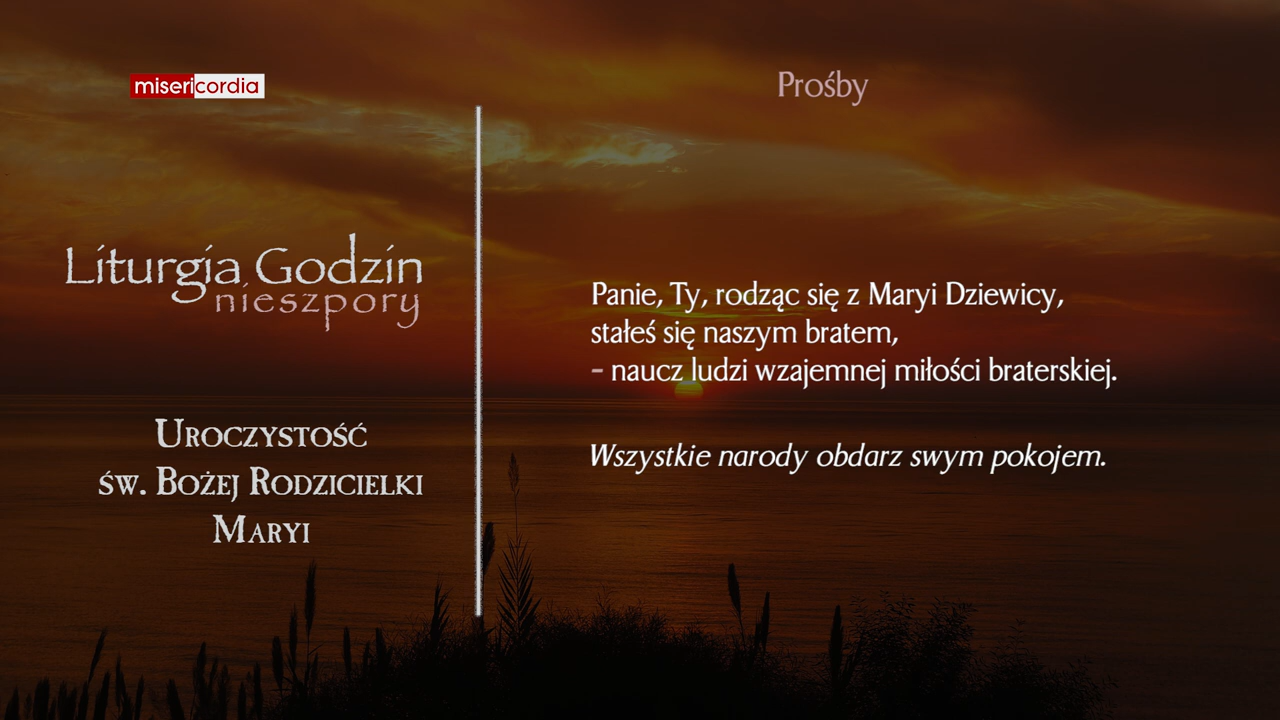 misericordia
Liturgia Godzin
nieszpory
Uroczystość
św. Bożej Rodzicielki
Maryi
Prośby
Panie, Ty, rodząc się z Maryi Dziewicy,
stałeś się naszym bratem,
- naucz ludzi wzajemnej miłości braterskiej.
Wszystkie narody obdarz swym pokojem.